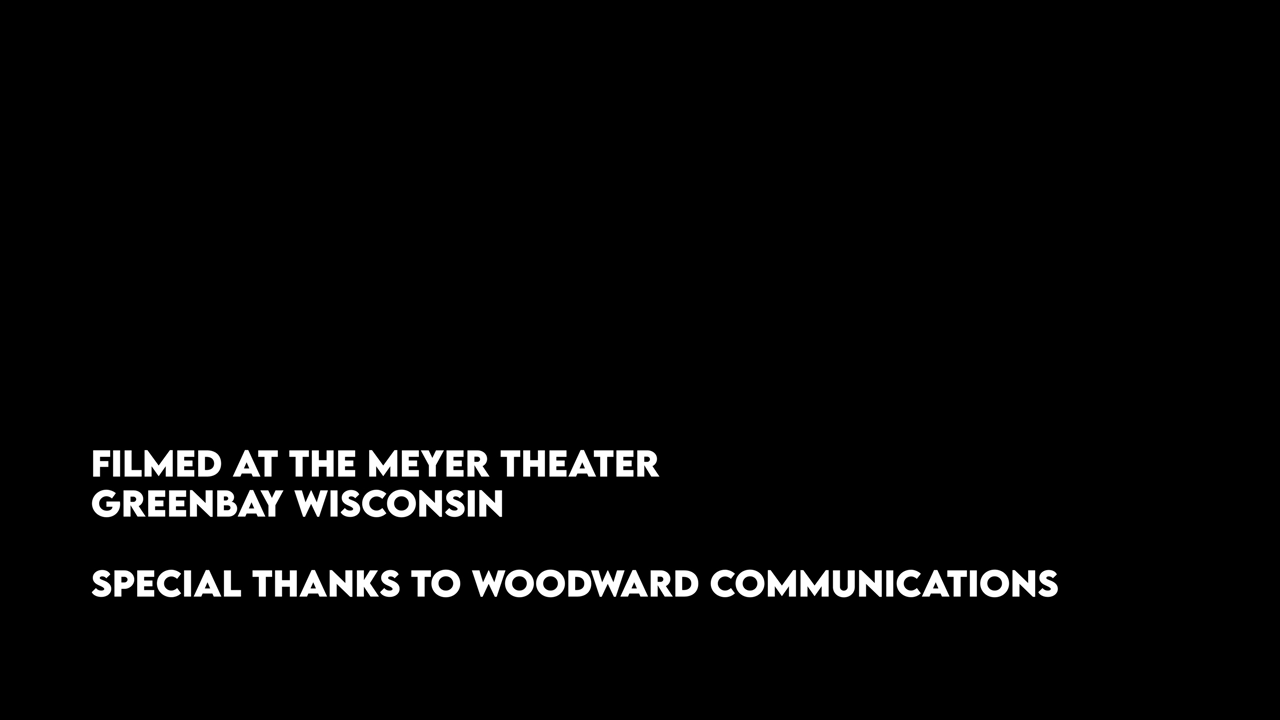 FILMED AT THE MEYER THEATER
GREENBAY WISCONSIN
SPECIAL THANKS TO WOODWARD COMMUNICATIONS